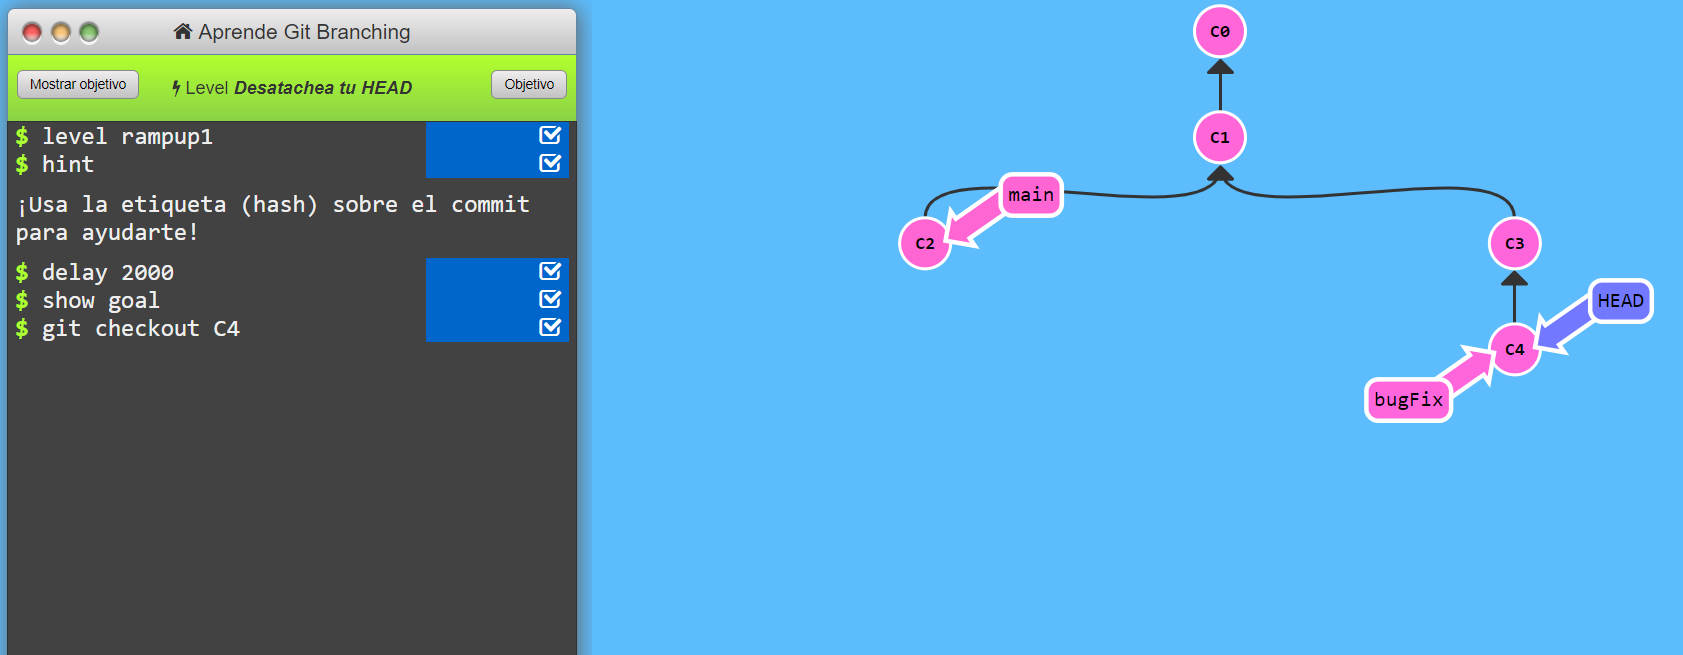 Aprende Git Branching
Mostrar objetivo
Level Desatachea tu HEAD
Objetivo
$ level rampup1
$ hint
¡Usa la etiqueta (hash) sobre el commit
para ayudarte!
$ delay 2000
$ show goal
$ git checkout C4
C0
C1
main
C2
C3
HEAD
C4
bugFix